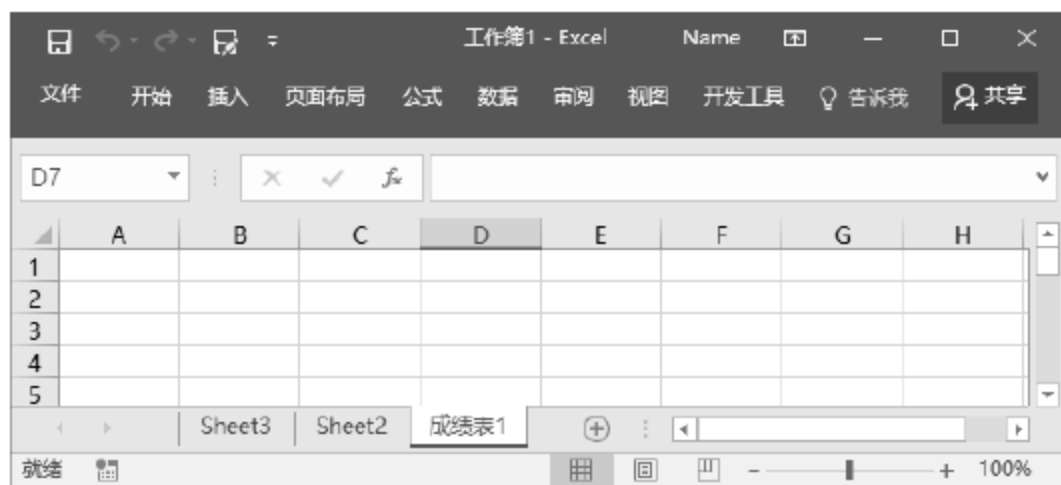 工作簿1 - Excel Name
文件 开始 插入 页面布局 公式 数据 审阅 视图 开发工具 告诉我 共享
D7 fx
A B C D E F G H
1
2
3
4
5
Sheet3 Sheet2 成绩表1
就绪 100%